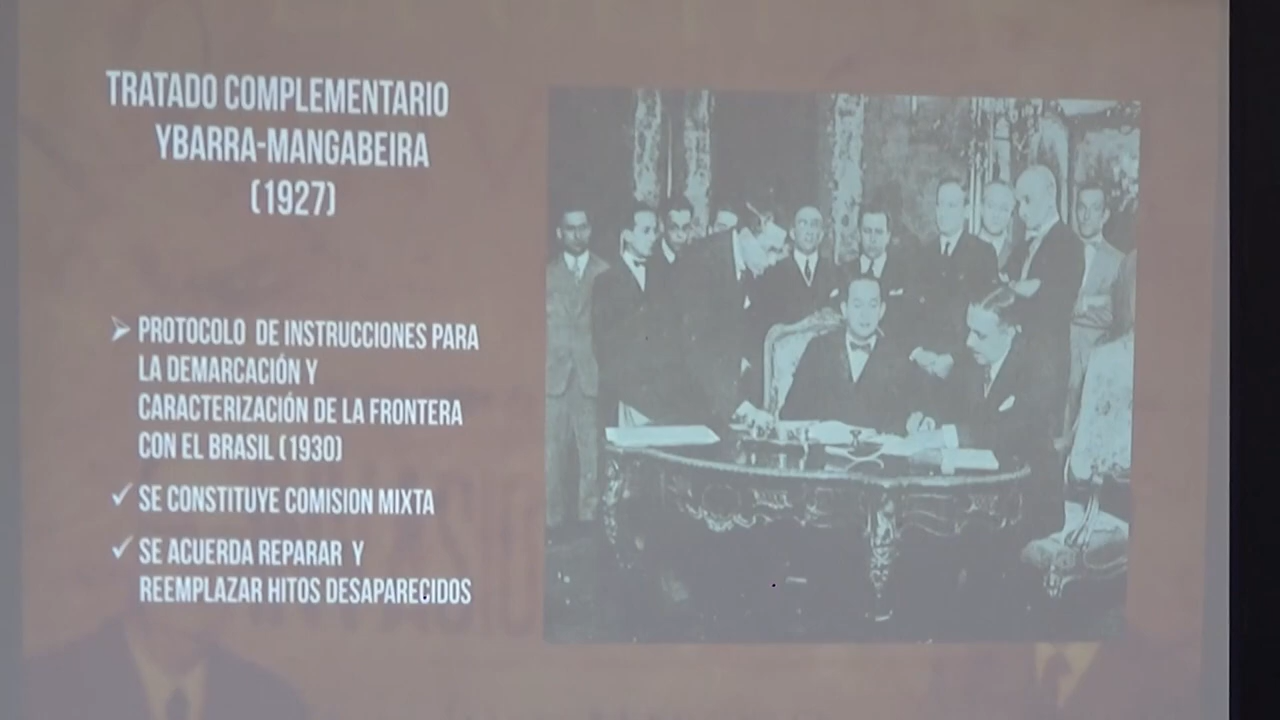 TRATADO COMPLEMENTARIO
YBARRA-MANGABEIRA
(1927)
➢ PROTOCOLO DE INSTRUCCIONES PARA
LA DEMARCACIÓN Y
CARACTERIZACIÓN DE LA FRONTERA
CON EL BRASIL (1930)
✓ SE CONSTITUYE COMISION MIXTA
✓ SE ACUERDA REPARAR Y
REEMPLAZAR HITOS DESAPARECIDOS